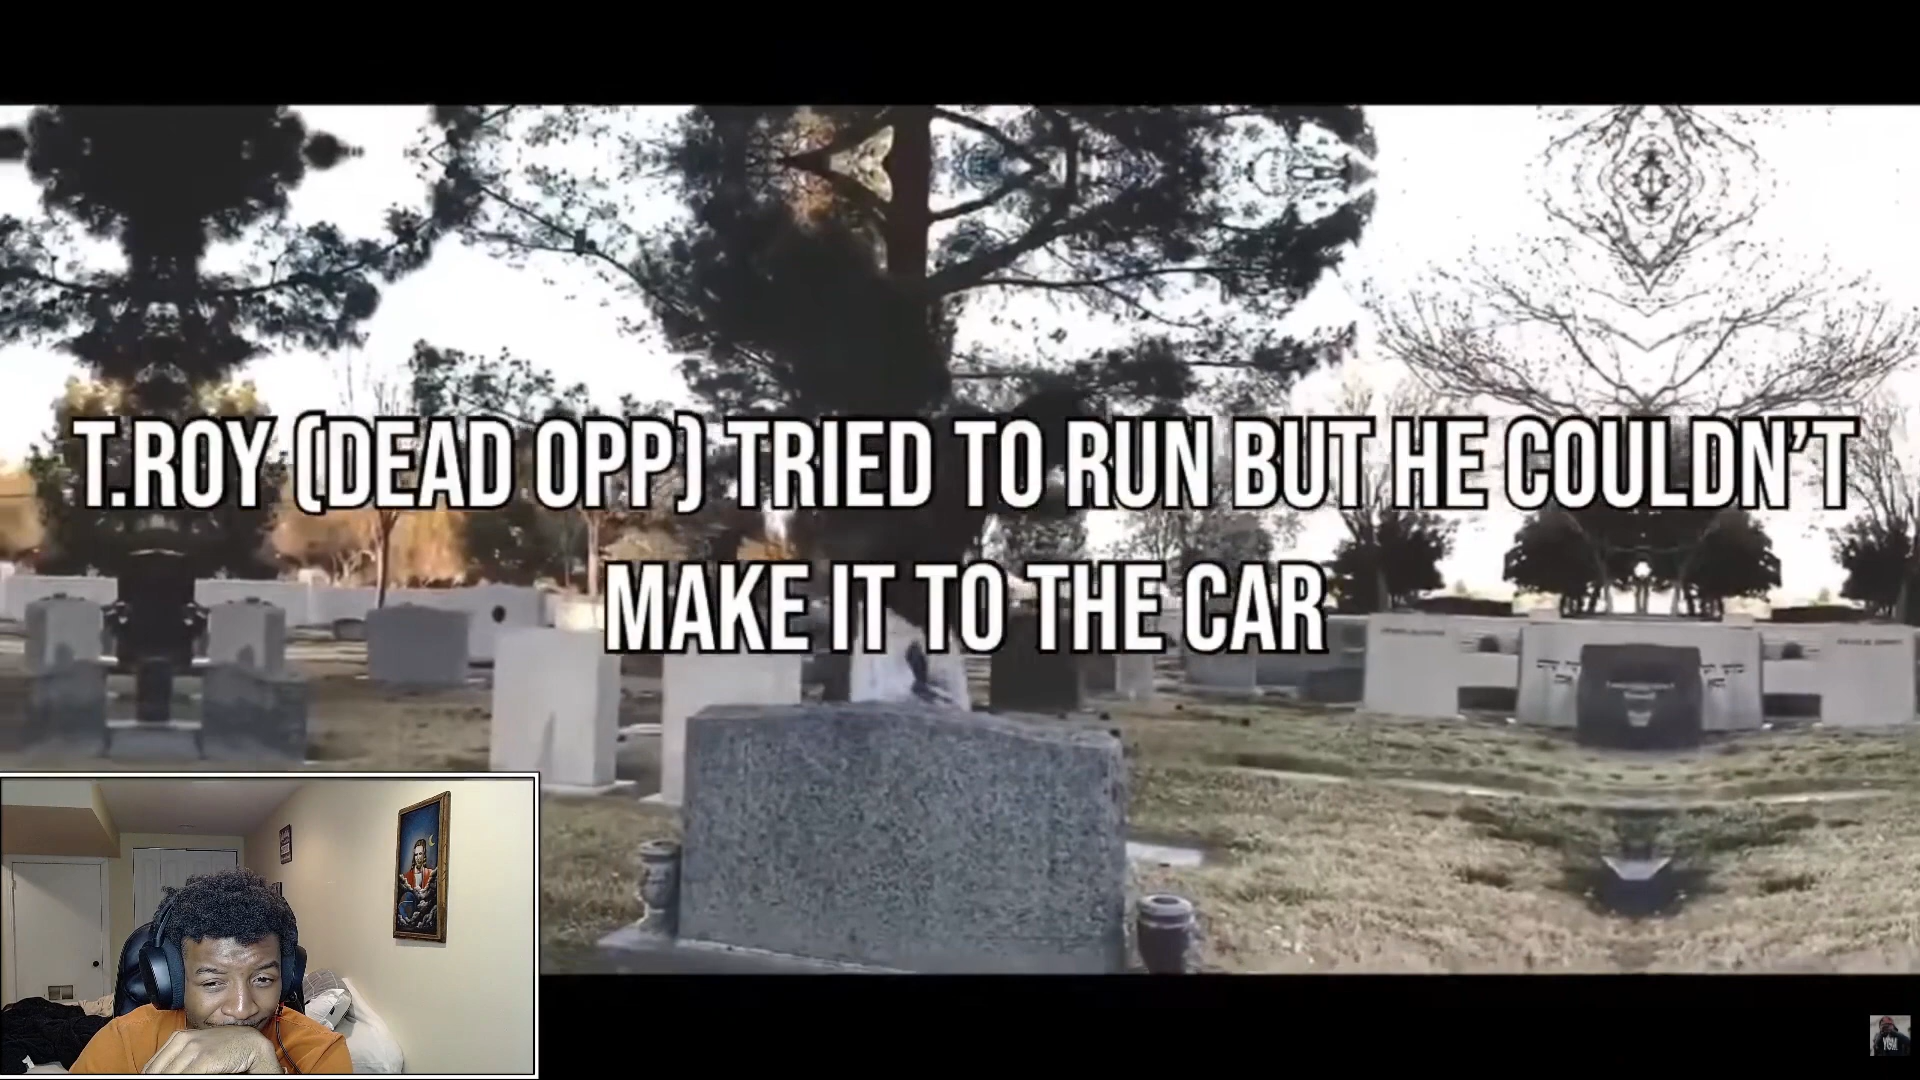 T.ROY (DEAD OPP) TRIED TO RUN BUT HE COULDN'T
MAKE IT TO THE CAR